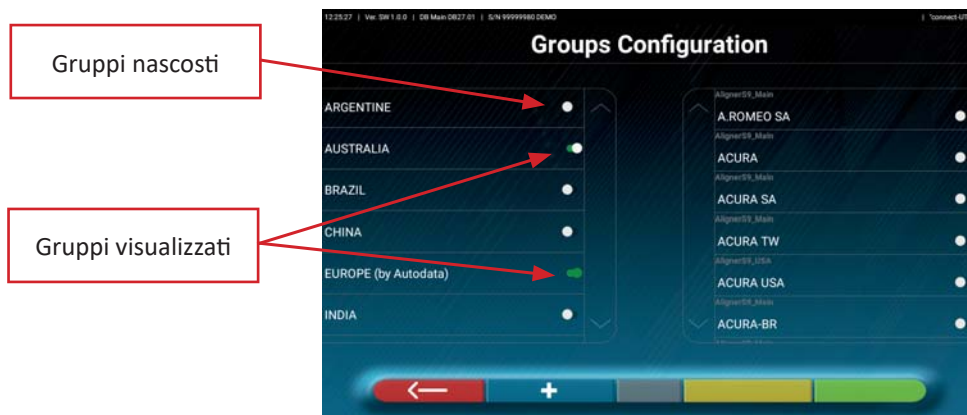 12:25:27 | Ver. SW 1.0.0 | DB Main DB27.01 | S/N 99999980 DEMO | "connect-UT
Groups Configuration
Gruppi nascosti
Gruppi visualizzati
ARGENTINE
AUSTRALIA
BRAZIL
CHINA
EUROPE (by Autodata)
INDIA
AlignerS9_Main
A.ROMEO SA
AlignerS9_Main
ACURA
AlignerS9_Main
ACURA SA
AlignerS9_Main
ACURA TW
AlignerS9_USA
ACURA USA
AlignerS9_Main
ACURA-BR